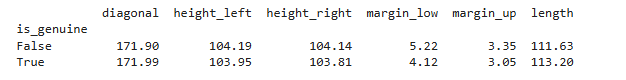 diagonal height_left height_right margin_low margin_up length
is_genuine
False 171.90 104.19 104.14 5.22 3.35 111.63
True 171.99 103.95 103.81 4.12 3.05 113.20